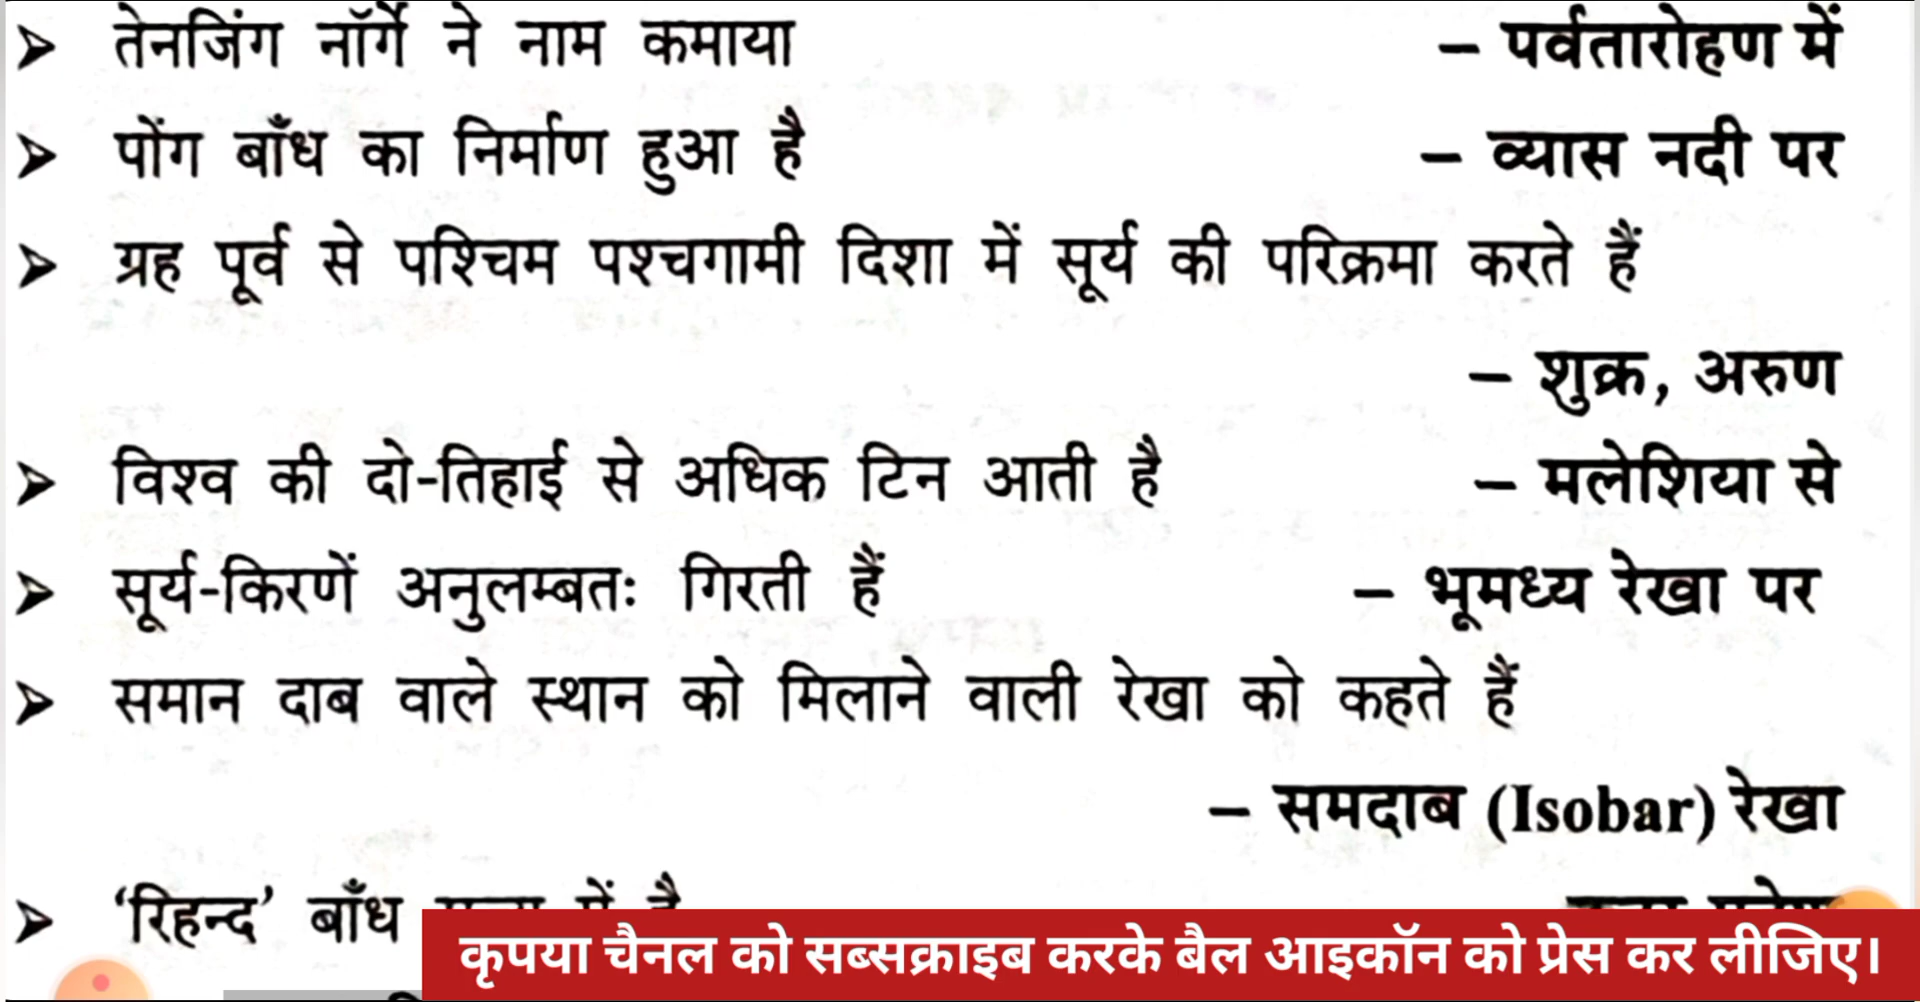 ➤ तेनजिंग नॉर्गे ने नाम कमाया – पर्वतारोहण में
➤ पोंग बाँध का निर्माण हुआ है – व्यास नदी पर
➤ ग्रह पूर्व से पश्चिम पश्चगामी दिशा में सूर्य की परिक्रमा करते हैं
– शुक्र, अरुण
➤ विश्व की दो-तिहाई से अधिक टिन आती है – मलेशिया से
➤ सूर्य-किरणें अनुलम्बतः गिरती हैं – भूमध्य रेखा पर
➤ समान दाब वाले स्थान को मिलाने वाली रेखा को कहते हैं
– समदाब (Isobar) रेखा
➤ ‘रिहन्द’ बाँध में है
कृपया चैनल को सब्सक्राइब करके बैल आइकॉन को प्रेस कर लीजिए।